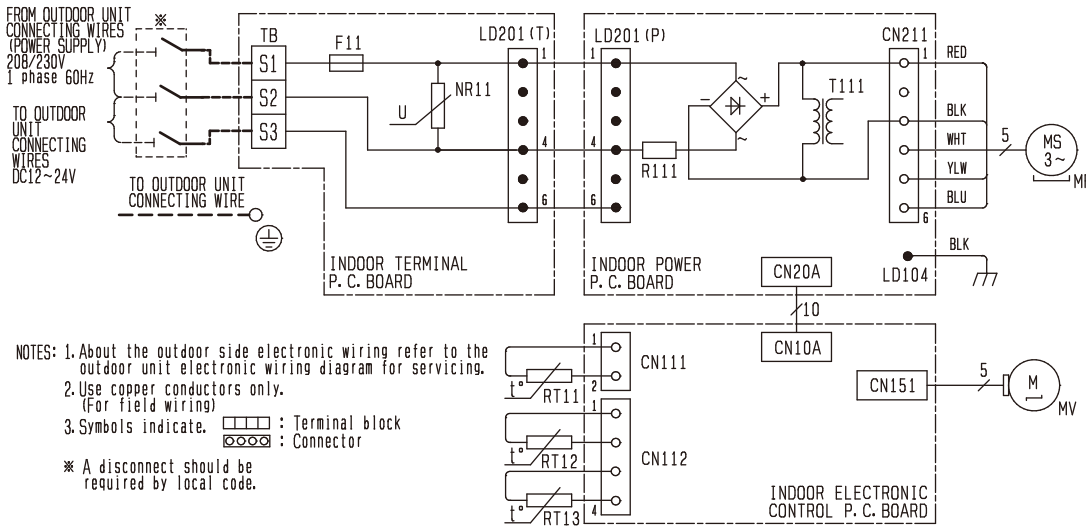 FROM OUTDOOR UNIT
CONNECTING WIRES
(POWER SUPPLY)
208/230V
1 phase 60Hz
※
TO OUTDOOR
UNIT
CONNECTING
WIRES
DC12~24V
TO OUTDOOR UNIT
CONNECTING WIRE
TB
S1
S2
S3
F11
U
NR11
LD201(T)
1
4
6
INDOOR TERMINAL
P.C.BOARD
LD201(P)
1
4
6
R111
~
~
−
+
T111
INDOOR POWER
P.C.BOARD
CN211
1
6
RED
BLK
WHT
YLW
BLU
5
MS
3~
LD104
BLK
CN20A
10
CN10A
CN111
1
2
t°
RT11
CN112
1
4
t°
RT12
t°
RT13
CN151
5
M
MV
INDOOR ELECTRONIC
CONTROL P.C.BOARD
NOTES: 1.About the outdoor side electronic wiring refer to the
outdoor unit electronic wiring diagram for servicing.
2.Use copper conductors only.
(For field wiring)
3.Symbols indicate.
: Terminal block
: Connector
※ A disconnect should be
required by local code.